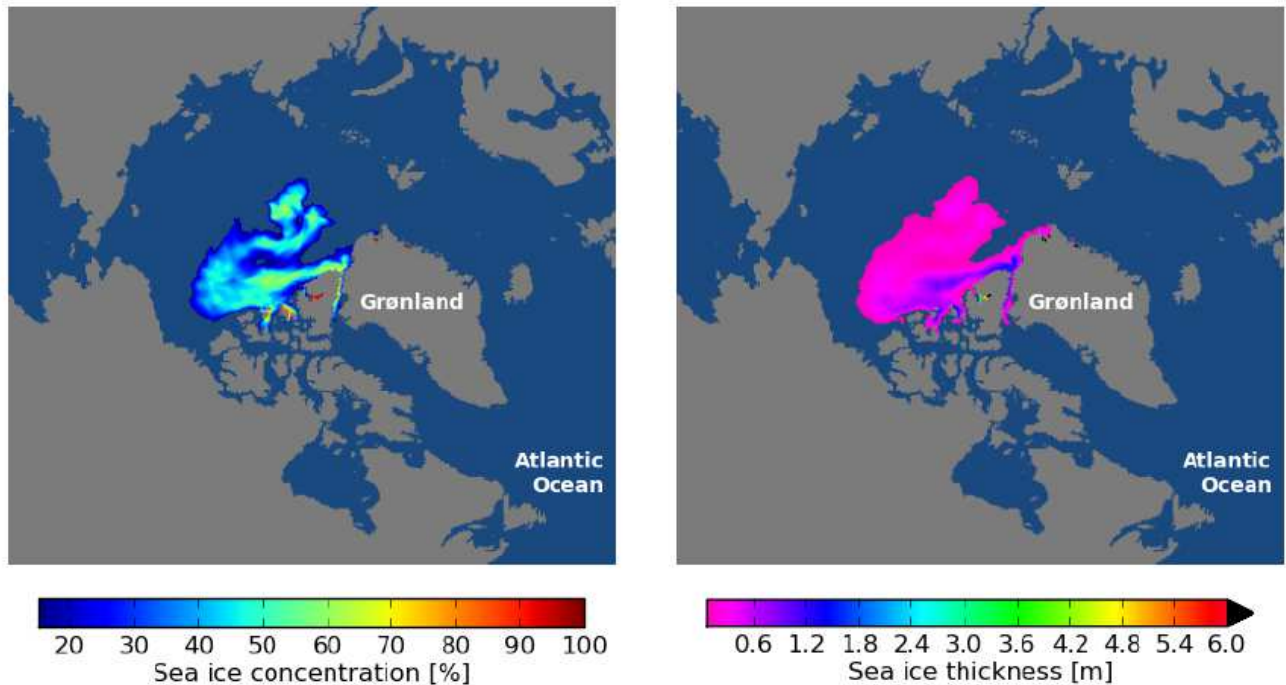 Grønland
Atlantic
Ocean
20 30 40 50 60 70 80 90 100
Sea ice concentration [%]
Grønland
Atlantic
Ocean
0.6 1.2 1.8 2.4 3.0 3.6 4.2 4.8 5.4 6.0
Sea ice thickness [m]